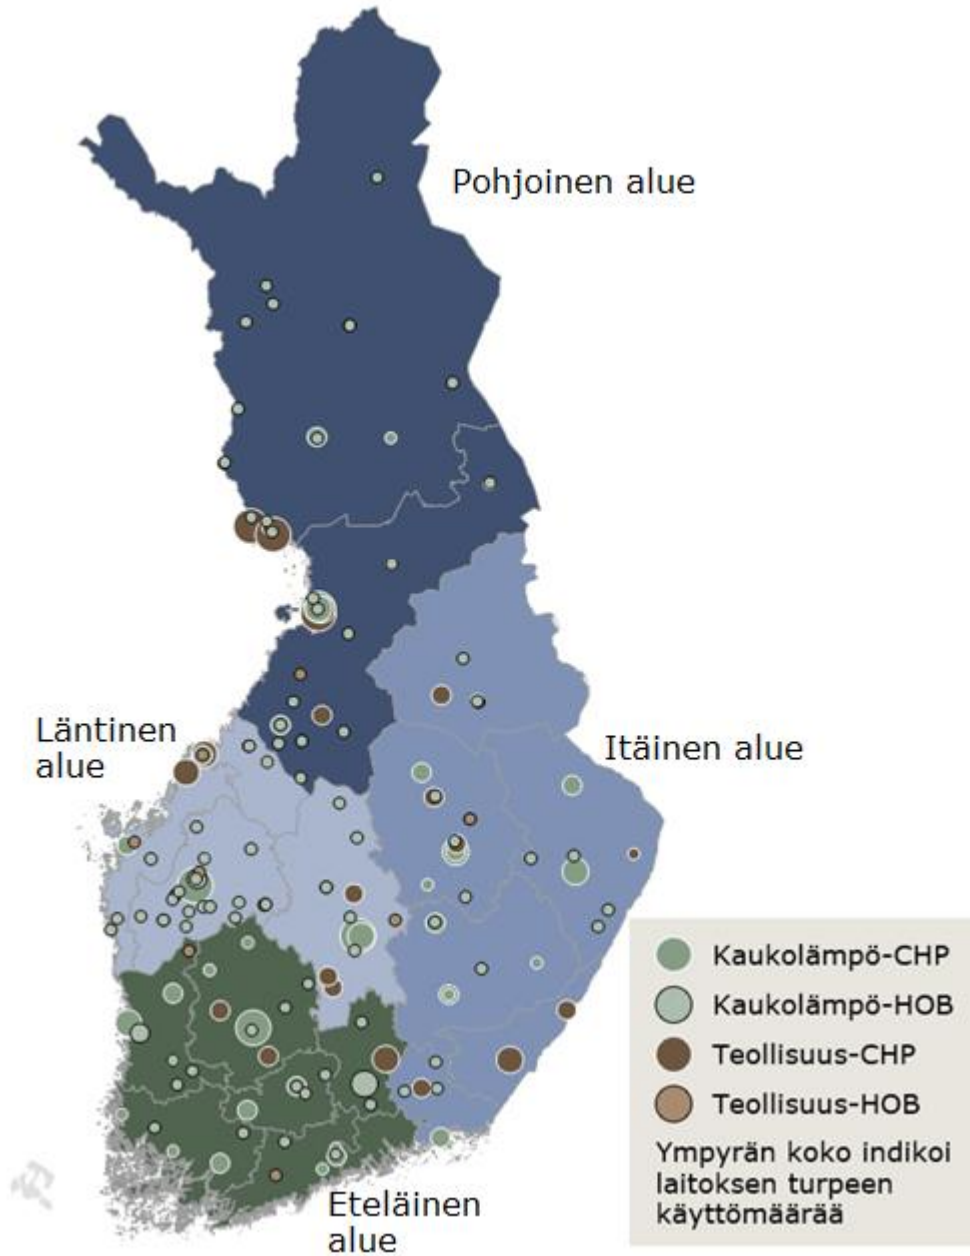 Pohjoinen alue
Läntinen
alue
Itäinen alue
Eteläinen
alue
Kaukolämpö-CHP
Kaukolämpö-HOB
Teollisuus-CHP
Teollisuus-HOB
Ympyrän koko indikoi
laitoksen turpeen
käyttömäärää